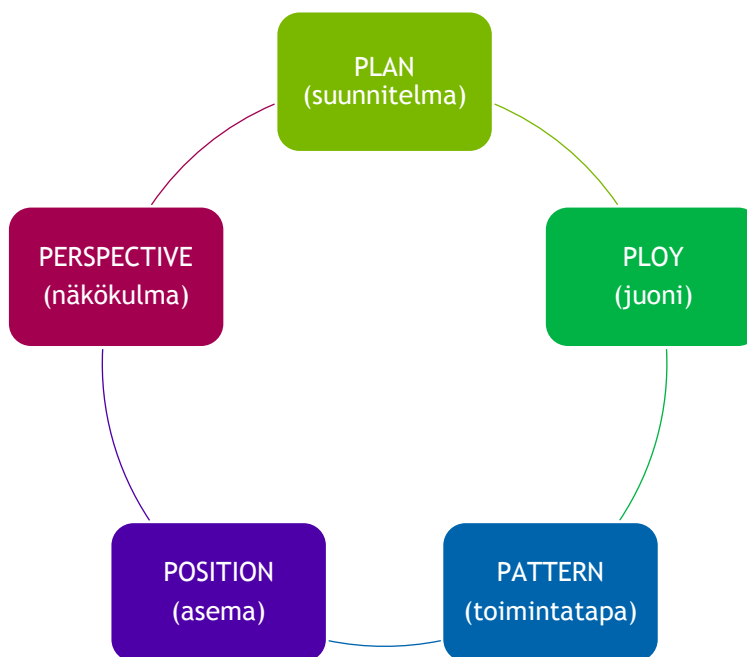 PLAN
(suunnitelma)
PERSPECTIVE
(näkökulma)
PLOY
(juoni)
POSITION
(asema)
PATTERN
(toimintatapa)